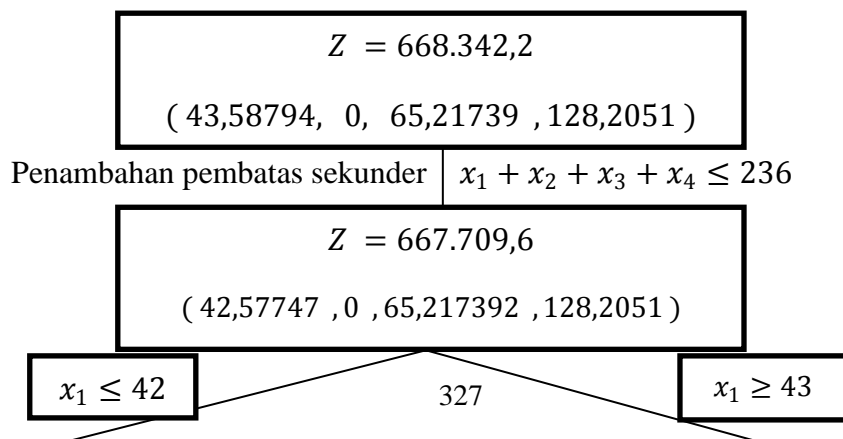 Z = 668.342,2
( 43,58794, 0, 65,21739 ,128,2051 )
Penambahan pembatas sekunder x₁ + x₂ + x₃ + x₄ ≤ 236
Z = 667.709,6
( 42,57747 ,0 ,65,217392 ,128,2051 )
x₁ ≤ 42 327 x₁ ≥ 43